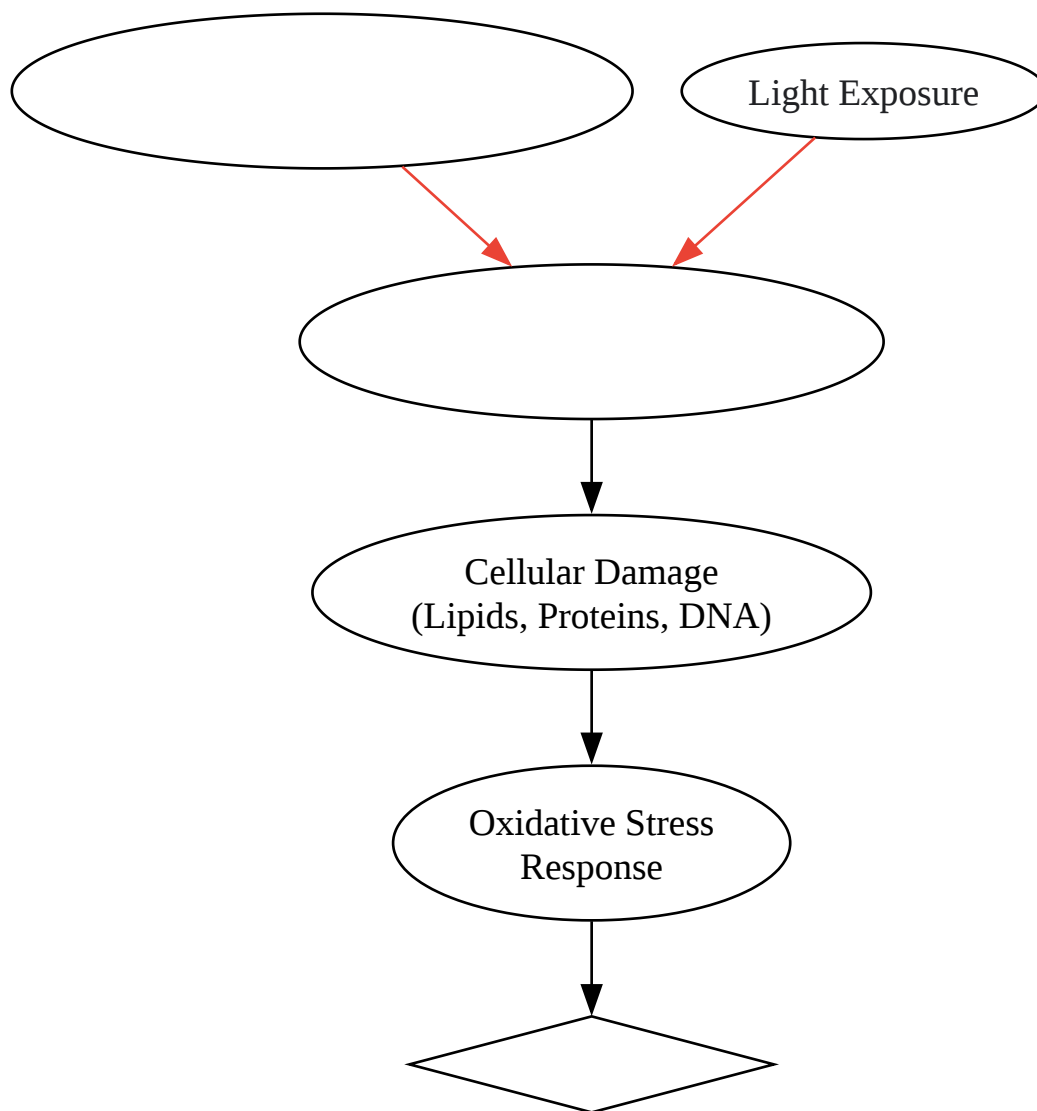 Light Exposure
Cellular Damage
(Lipids, Proteins, DNA)
Oxidative Stress
Response